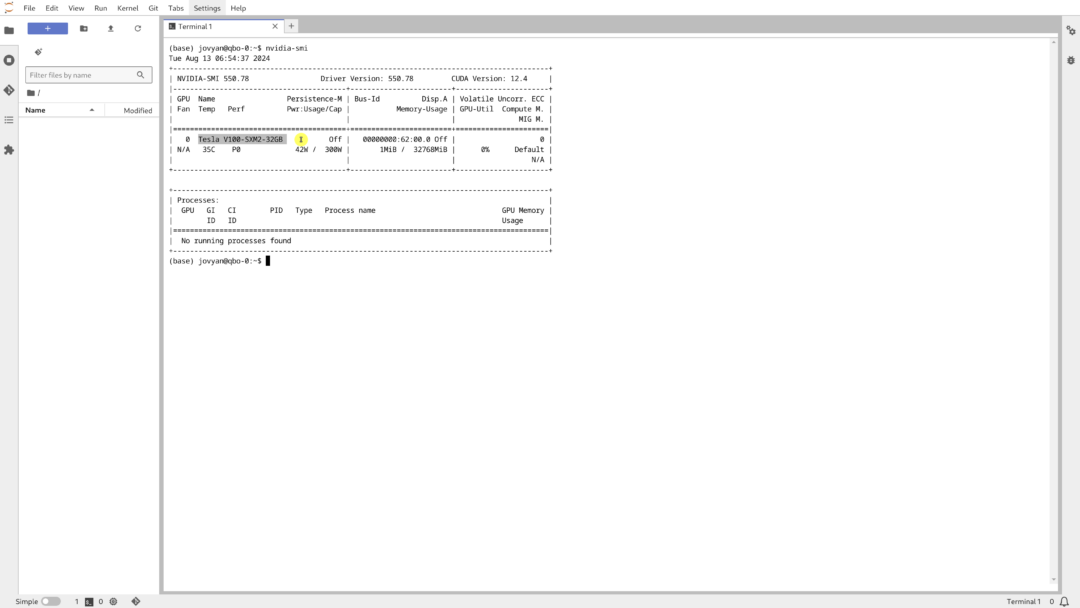 File Edit View Run Kernel Git Tabs Settings Help
+
Filter files by name
/
Name Modified
Terminal 1
(base) jovyan@qbo-0:~$ nvidia-smi
Tue Aug 13 06:54:37 2024
+-----------------------------------------------------------------------------------------+
| NVIDIA-SMI 550.78                 Driver Version: 550.78         CUDA Version: 12.4     |
|-----------------------------------------+------------------------+----------------------+
| GPU  Name                 Persistence-M | Bus-Id          Disp.A | Volatile Uncorr. ECC |
| Fan  Temp   Perf          Pwr:Usage/Cap |           Memory-Usage | GPU-Util  Compute M. |
|                                         |                        |               MIG M. |
|=========================================+========================+======================|
|   0  Tesla V100-SXM2-32GB           Off |   00000000:62:00.0 Off |                    0 |
| N/A   35C    P0              42W /  300W |       1MiB /  32768MiB |      0%      Default |
|                                         |                        |                  N/A |
+-----------------------------------------+------------------------+----------------------+
+-----------------------------------------------------------------------------------------+
| Processes:                                                                              |
|  GPU   GI   CI        PID   Type   Process name                              GPU Memory |
|        ID   ID                                                               Usage      |
|=========================================================================================|
|  No running processes found                                                             |
+-----------------------------------------------------------------------------------------+
(base) jovyan@qbo-0:~$
Simple 1 0 Terminal 1 0